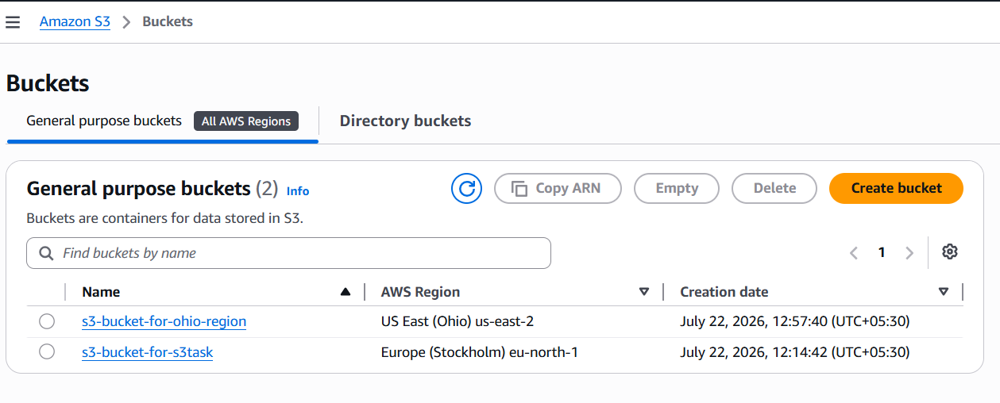 Amazon S3 > Buckets
Buckets
General purpose buckets All AWS Regions Directory buckets
General purpose buckets (2) Info Copy ARN Empty Delete Create bucket
Buckets are containers for data stored in S3.
Find buckets by name 1
Name AWS Region Creation date
s3-bucket-for-ohio-region US East (Ohio) us-east-2 July 22, 2026, 12:57:40 (UTC+05:30)
s3-bucket-for-s3task Europe (Stockholm) eu-north-1 July 22, 2026, 12:14:42 (UTC+05:30)